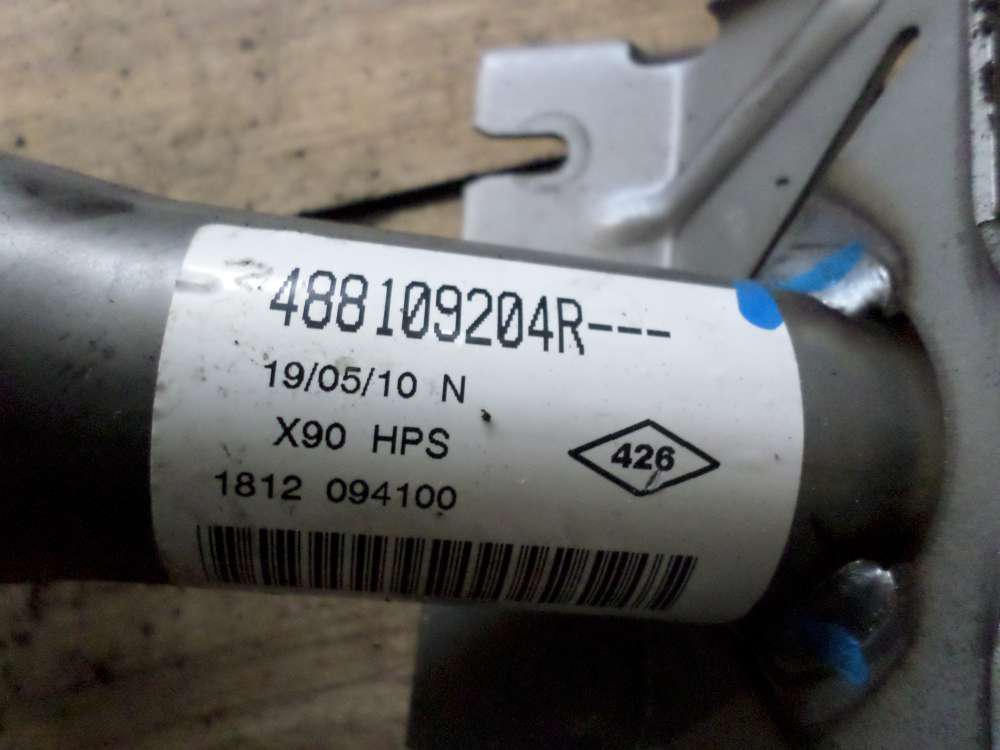 488109204R---
19/05/10 N
X90 HPS
426
1812 094100